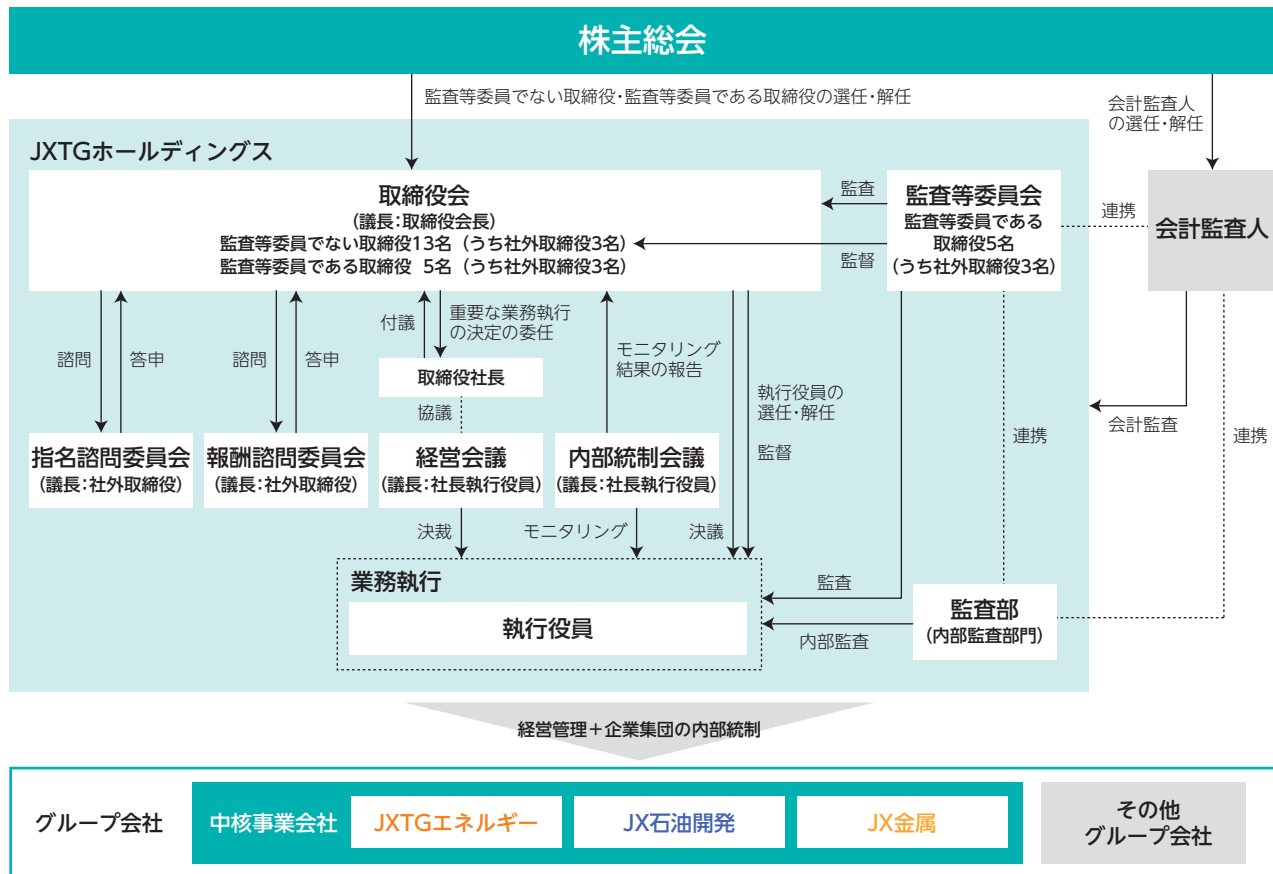 株主総会
監査等委員でない取締役・監査等委員である取締役の選任・解任
会計監査人
の選任・解任
JXTGホールディングス
取締役会
(議長:取締役会長)
監査等委員でない取締役13名 (うち社外取締役3名)
監査等委員である取締役 5名 (うち社外取締役3名)
監査
監督
監査等委員会
監査等委員である
取締役5名
(うち社外取締役3名)
連携
会計監査人
諮問
答申
諮問
答申
付議
重要な業務執行
の決定の委任
取締役社長
協議
モニタリング
結果の報告
執行役員の
選任・解任
監督
連携
会計監査
連携
指名諮問委員会
(議長:社外取締役)
報酬諮問委員会
(議長:社外取締役)
経営会議
(議長:社長執行役員)
内部統制会議
(議長:社長執行役員)
決裁
モニタリング
決議
業務執行
執行役員
監査
内部監査
監査部
(内部監査部門)
経営管理+企業集団の内部統制
グループ会社
中核事業会社
JXTGエネルギー
JX石油開発
JX金属
その他
グループ会社